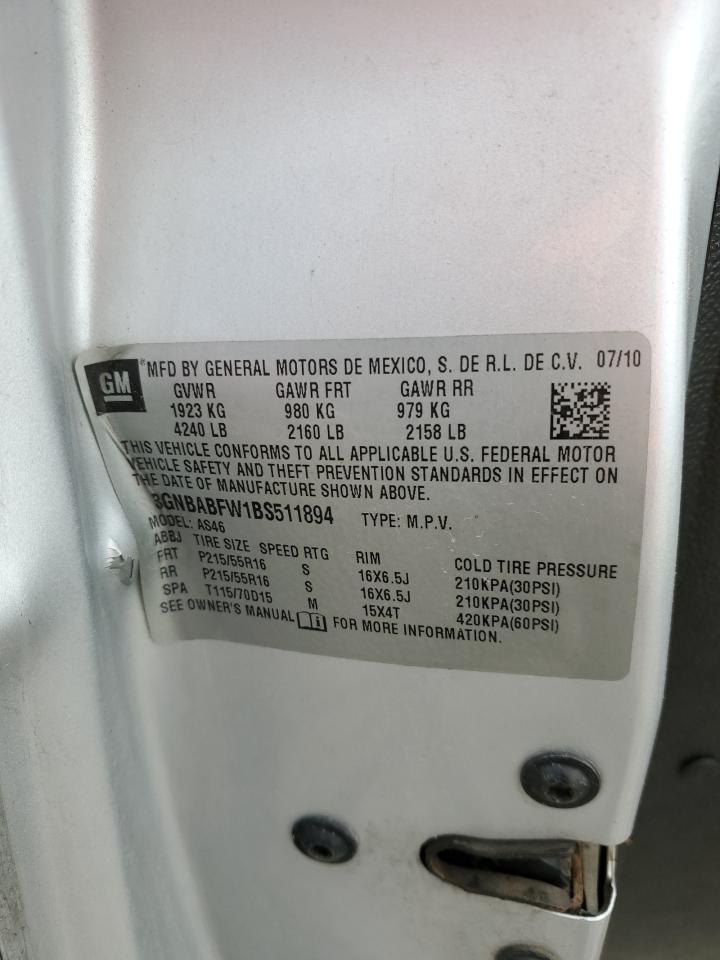 GM
*MFD BY GENERAL MOTORS DE MEXICO, S. DE R.L. DE C.V. 07/10
GVWR GAWR FRT GAWR RR
1923 KG 980 KG 979 KG
4240 LB 2160 LB 2158 LB
THIS VEHICLE CONFORMS TO ALL APPLICABLE U.S. FEDERAL MOTOR
VEHICLE SAFETY AND THEFT PREVENTION STANDARDS IN EFFECT ON
THE DATE OF MANUFACTURE SHOWN ABOVE.
3GNBABFW1BS511894 TYPE: M.P.V.
MODEL: AS46
ABBJ TIRE SIZE SPEED RTG RIM COLD TIRE PRESSURE
FRT P215/55R16 S 16X6.5J 210KPA(30PSI)
RR P215/55R16 S 16X6.5J 210KPA(30PSI)
SPA T115/70D15 M 15X4T 420KPA(60PSI)
SEE OWNER'S MANUAL FOR MORE INFORMATION.